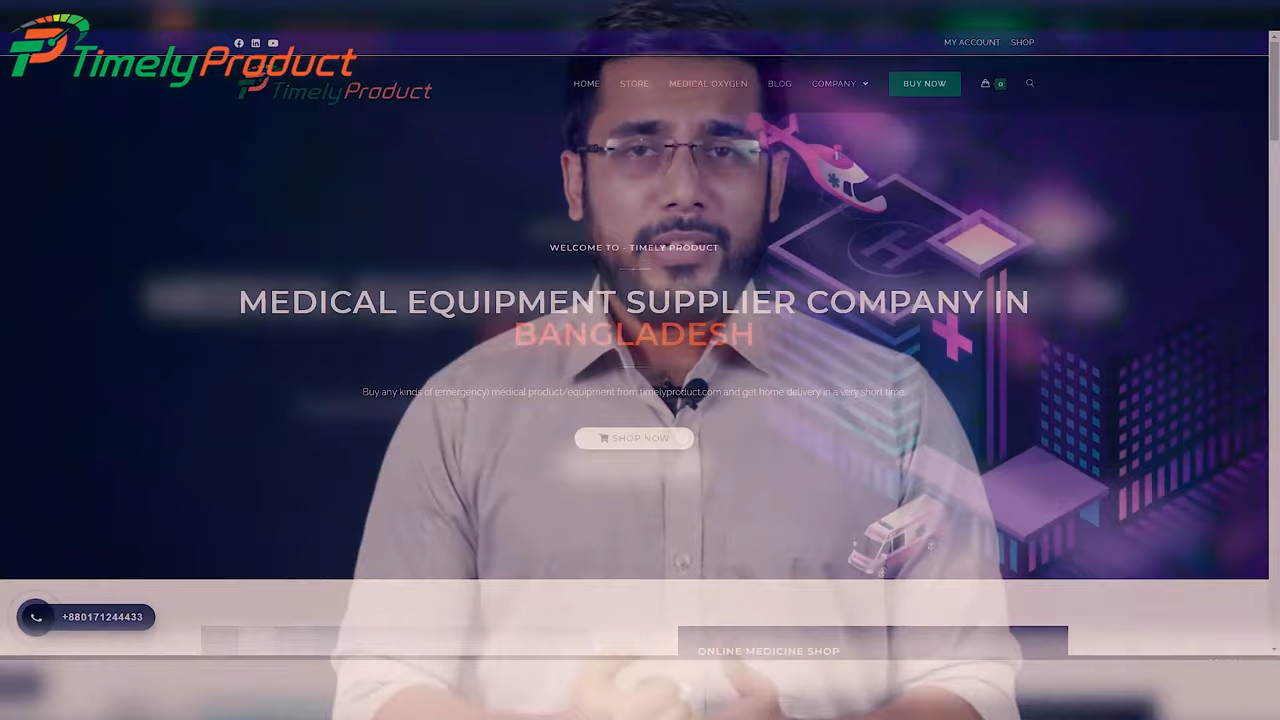 TimelyProduct
MY ACCOUNT SHOP
TimelyProduct
HOME STORE MEDICAL OXYGEN BLOG COMPANY BUY NOW 0
H
WELCOME TO - TIMELY PRODUCT
MEDICAL EQUIPMENT SUPPLIER COMPANY IN
BANGLADESH
Buy any kinds of (emergency) medical product/equipment from timelyproduct.com and get home delivery in a very short time.
SHOP NOW
+880171244433
ONLINE MEDICINE SHOP